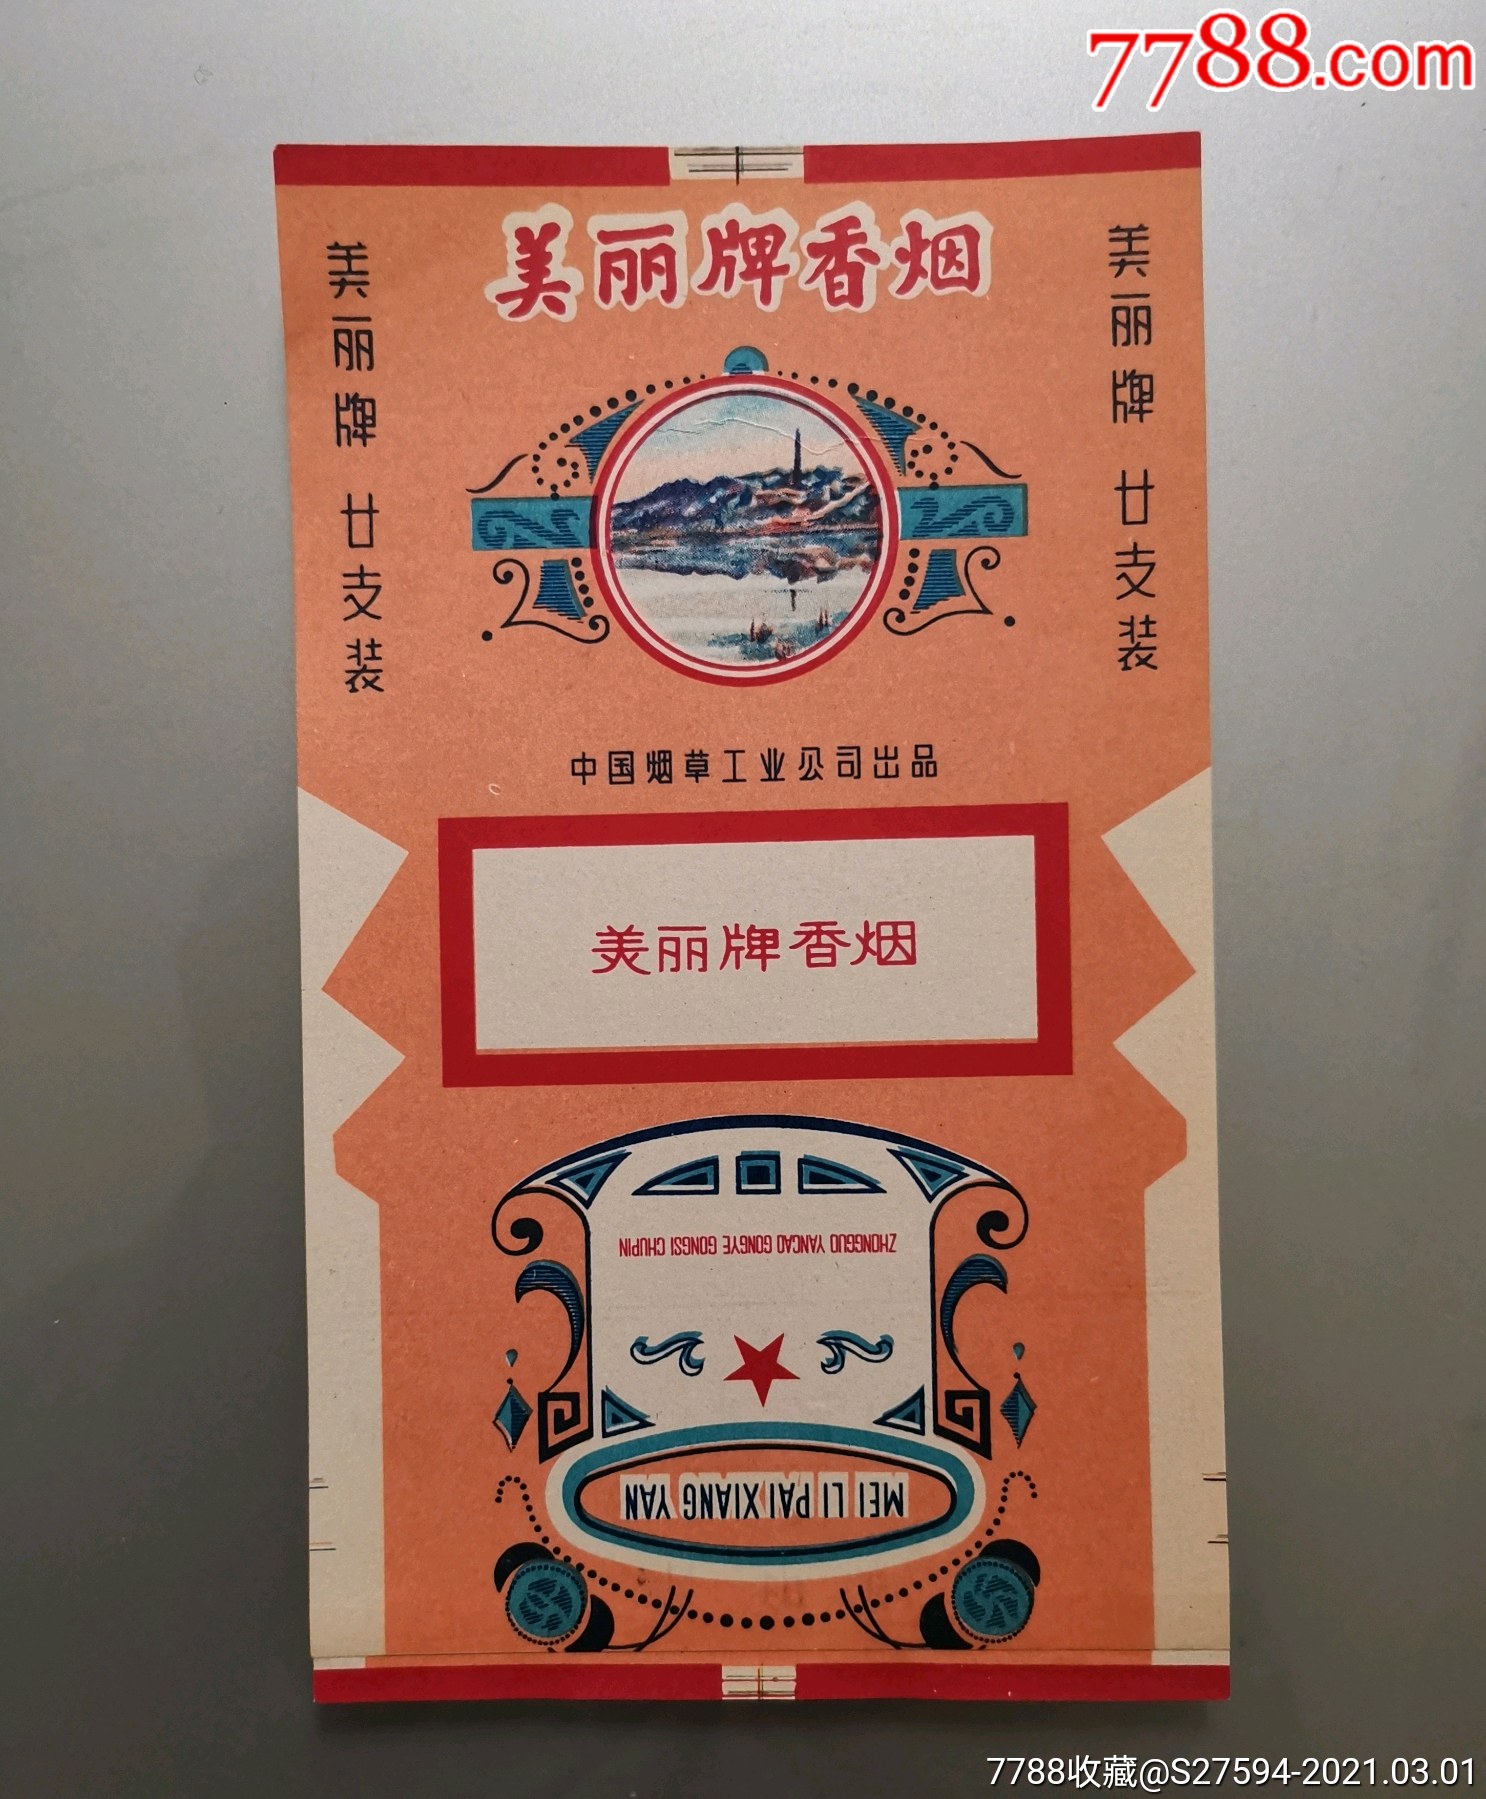 7788.com
美丽牌香烟
美丽牌 廿支装
美丽牌 廿支装
中国烟草工业公司出品
美丽牌香烟
ZHONGGUO YANCAO GONGYE GONGSI CHUPIN
MEI LI PAI XIANG YAN
7788收藏@S27594-2021.03.01